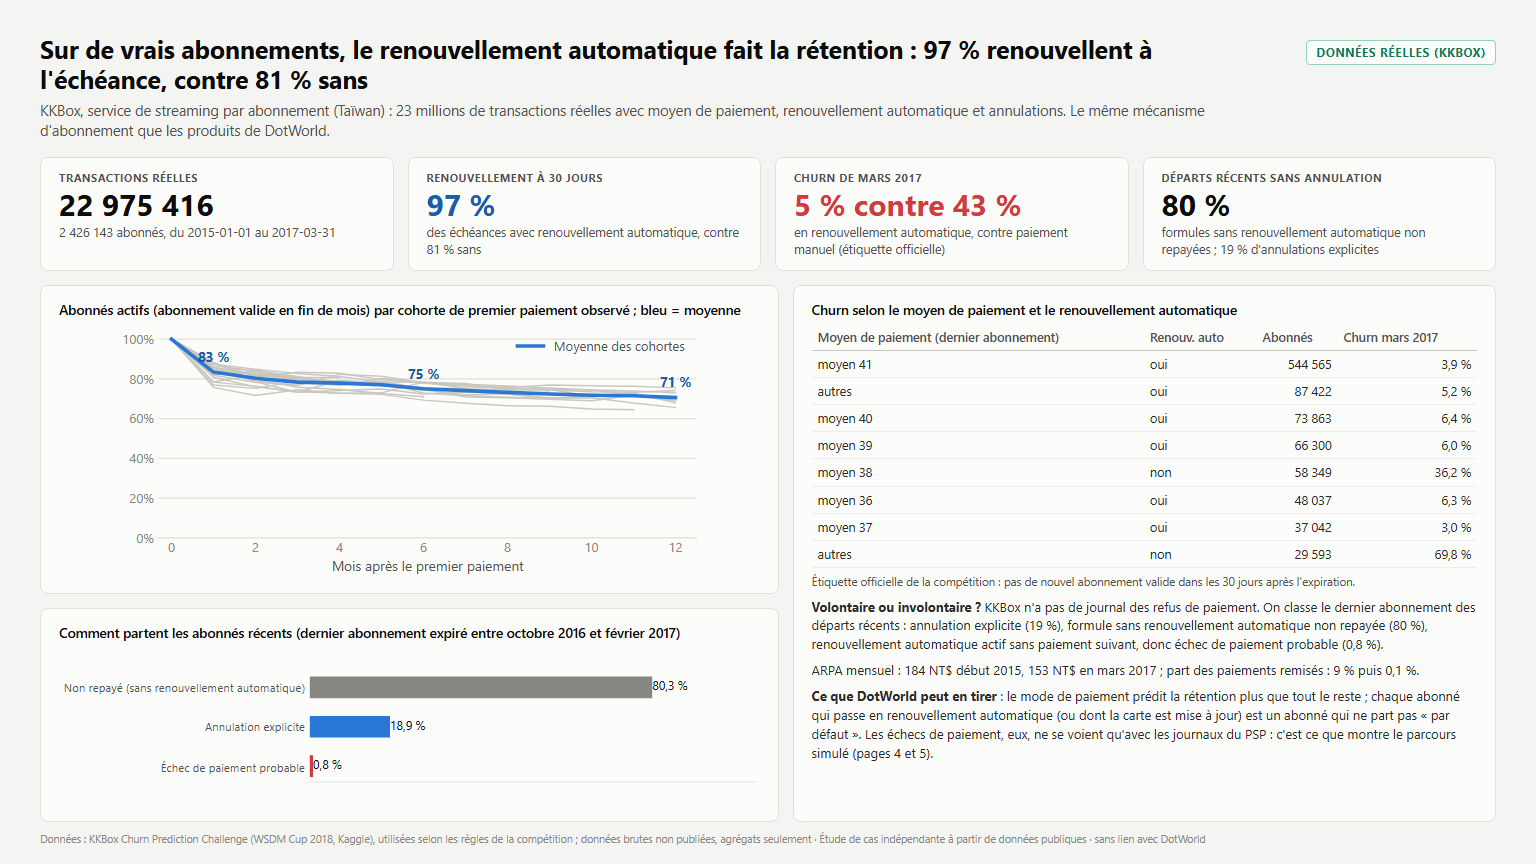 Sur de vrais abonnements, le renouvellement automatique fait la rétention : 97 % renouvellent à
l'échéance, contre 81 % sans
DONNÉES RÉELLES (KKBOX)
KKBox, service de streaming par abonnement (Taïwan) : 23 millions de transactions réelles avec moyen de paiement, renouvellement automatique et annulations. Le même mécanisme
d'abonnement que les produits de DotWorld.
TRANSACTIONS RÉELLES
22 975 416
2 426 143 abonnés, du 2015-01-01 au 2017-03-31
RENOUVELLEMENT À 30 JOURS
97 %
des échéances avec renouvellement automatique, contre
81 % sans
CHURN DE MARS 2017
5 % contre 43 %
en renouvellement automatique, contre paiement
manuel (étiquette officielle)
DÉPARTS RÉCENTS SANS ANNULATION
80 %
formules sans renouvellement automatique non
repayées ; 19 % d'annulations explicites
Abonnés actifs (abonnement valide en fin de mois) par cohorte de premier paiement observé ; bleu = moyenne
Moyenne des cohortes
100%
80%
60%
40%
20%
0%
83 %
75 %
71 %
0 2 4 6 8 10 12
Mois après le premier paiement
Comment partent les abonnés récents (dernier abonnement expiré entre octobre 2016 et février 2017)
Non repayé (sans renouvellement automatique) 80,3 %
Annulation explicite 18,9 %
Échec de paiement probable 0,8 %
Churn selon le moyen de paiement et le renouvellement automatique
Moyen de paiement (dernier abonnement) Renouv. auto Abonnés Churn mars 2017
moyen 41 oui 544 565 3,9 %
autres oui 87 422 5,2 %
moyen 40 oui 73 863 6,4 %
moyen 39 oui 66 300 6,0 %
moyen 38 non 58 349 36,2 %
moyen 36 oui 48 037 6,3 %
moyen 37 oui 37 042 3,0 %
autres non 29 593 69,8 %
Étiquette officielle de la compétition : pas de nouvel abonnement valide dans les 30 jours après l'expiration.
Volontaire ou involontaire ? KKBox n'a pas de journal des refus de paiement. On classe le dernier abonnement des
départs récents : annulation explicite (19 %), formule sans renouvellement automatique non repayée (80 %),
renouvellement automatique actif sans paiement suivant, donc échec de paiement probable (0,8 %).
ARPA mensuel : 184 NT$ début 2015, 153 NT$ en mars 2017 ; part des paiements remisés : 9 % puis 0,1 %.
Ce que DotWorld peut en tirer : le mode de paiement prédit la rétention plus que tout le reste ; chaque abonné
qui passe en renouvellement automatique (ou dont la carte est mise à jour) est un abonné qui ne part pas « par
défaut ». Les échecs de paiement, eux, ne se voient qu'avec les journaux du PSP : c'est ce que montre le parcours
simulé (pages 4 et 5).
Données : KKBox Churn Prediction Challenge (WSDM Cup 2018, Kaggle), utilisées selon les règles de la compétition ; données brutes non publiées, agrégats seulement · Étude de cas indépendante à partir de données publiques · sans lien avec DotWorld